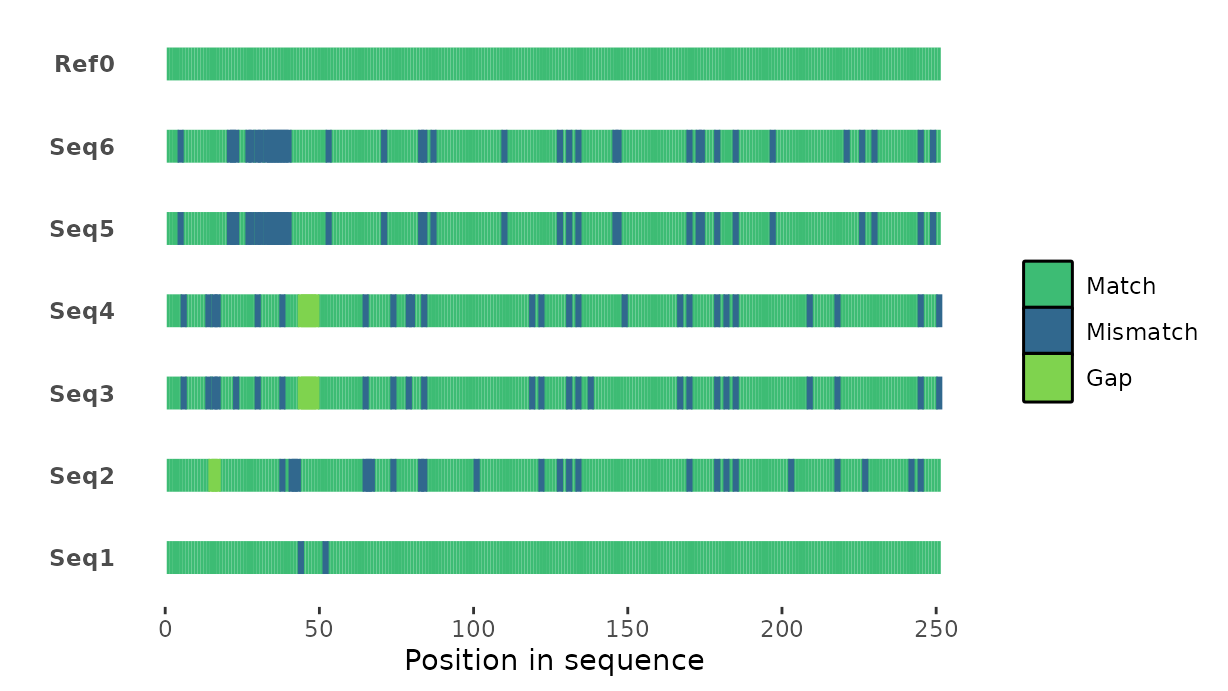 Ref0
Seq6
Seq5
Seq4
Seq3
Seq2
Seq1
0 50 100 150 200 250
Position in sequence
Match
Mismatch
Gap